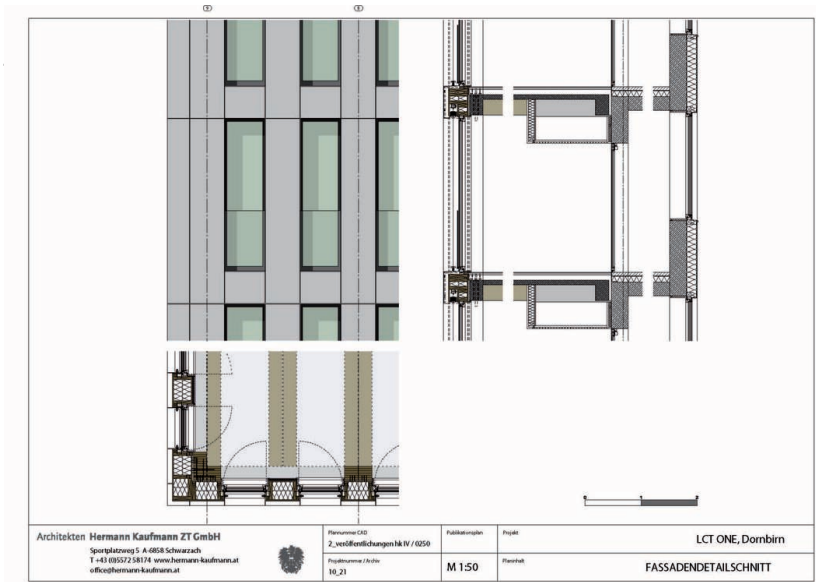 Architekten Hermann Kaufmann ZT GmbH
Sportplatzweg 5 A-6858 Schwarzach
T +43 (0)5572 58174 www.hermann-kaufmann.at
office@hermann-kaufmann.at
Plannummer CAD
2_veröffentlichungen hk IV / 0250
Projektnummer / Archiv
10_21
Publikationsplan
M 1:50
Projekt
LCT ONE, Dornbirn
Planinhalt
FASSADENDETAILSCHNITT